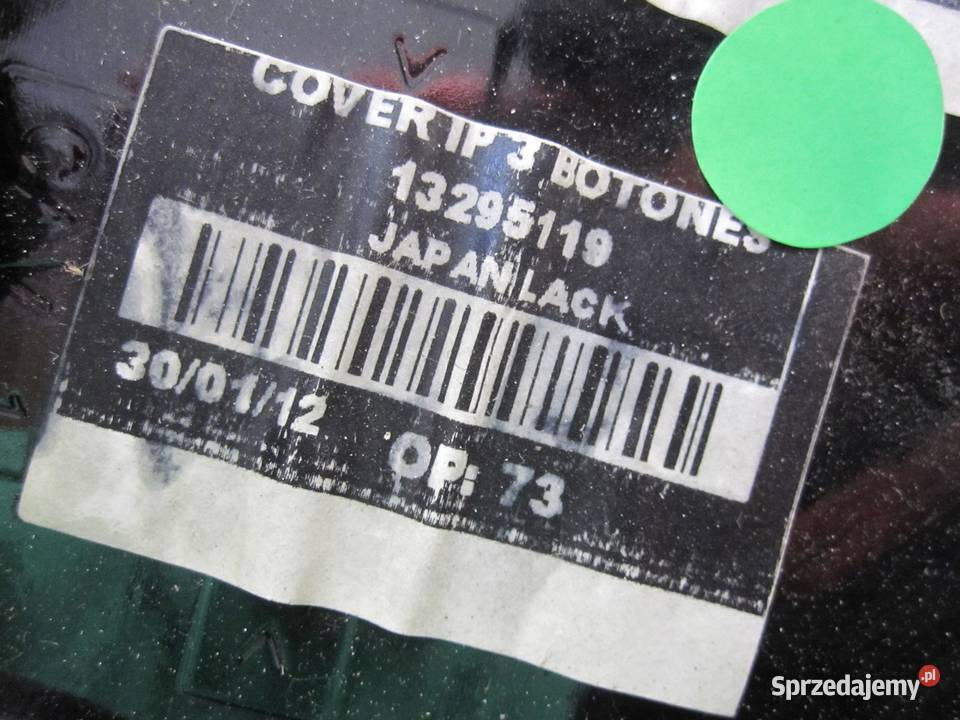 COVER IP 3 BOTONES
13295119
JAPAN LACK
30/01/12
OP: 73
Sprzedajemy.pl